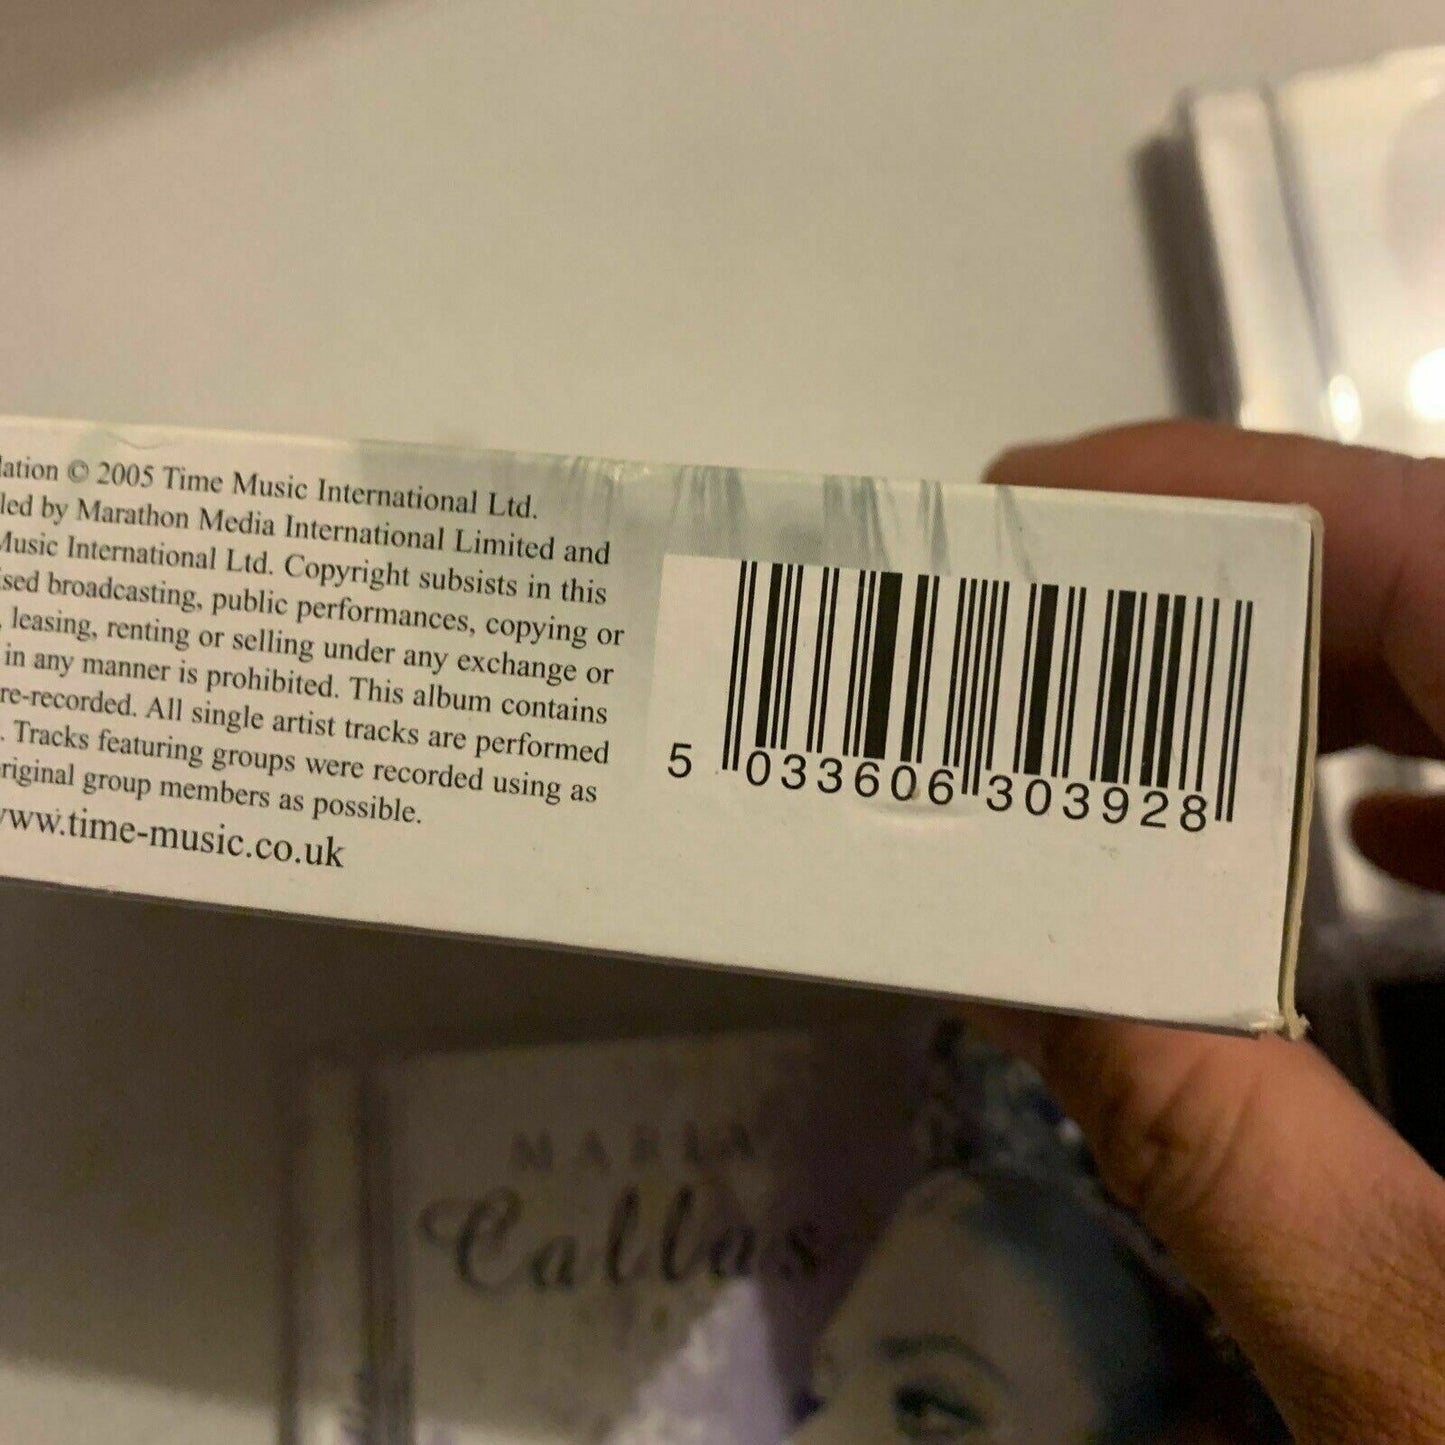 lation © 2005 Time Music International Ltd.
led by Marathon Media International Limited and
Music International Ltd. Copyright subsists in this
sed broadcasting, public performances, copying or
, leasing, renting or selling under any exchange or
in any manner is prohibited. This album contains
re-recorded. All single artist tracks are performed
. Tracks featuring groups were recorded using as
riginal group members as possible.
www.time-music.co.uk
5 033606 303928
MARIA
Callas